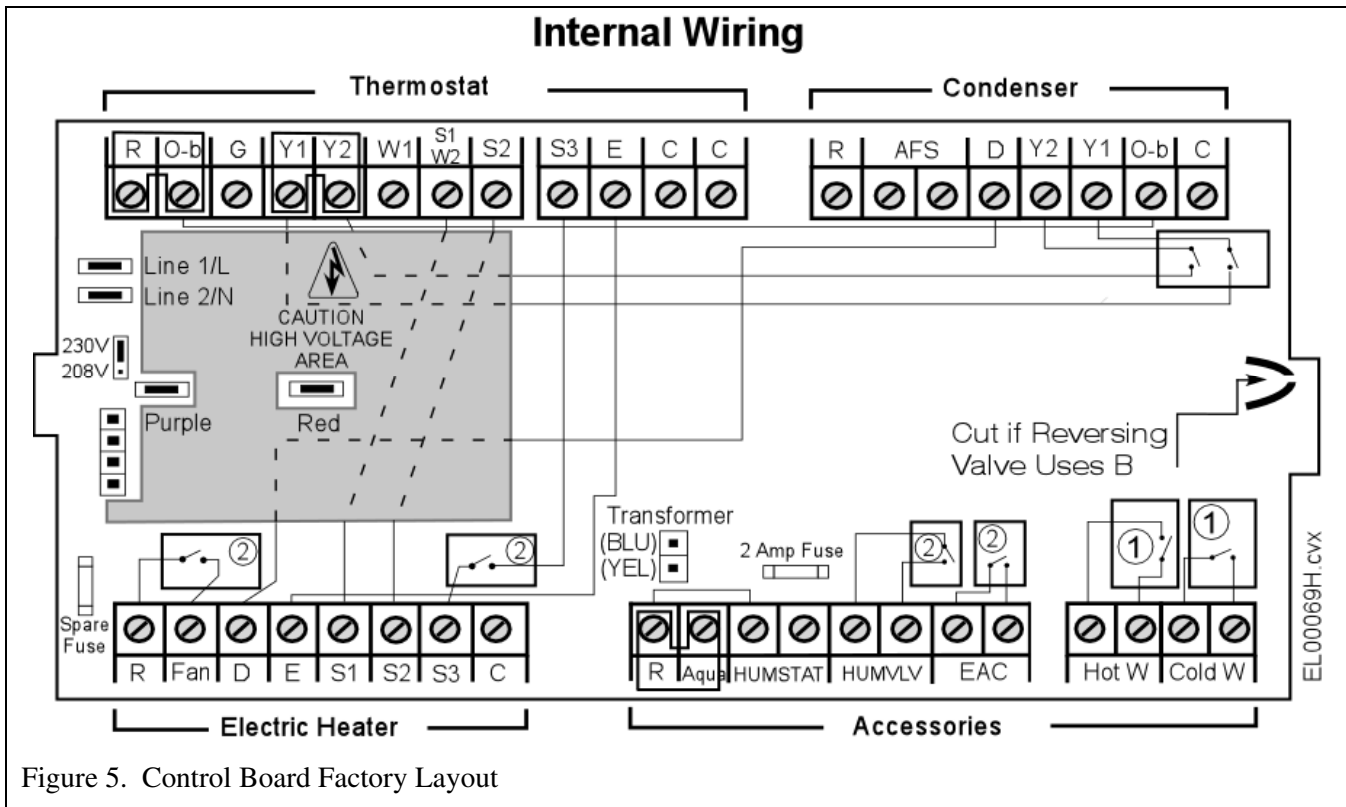 Internal Wiring
Thermostat
Condenser
R O-b G Y1 Y2 W1 S1 W2 S2 S3 E C C
R AFS D Y2 Y1 O-b C
Line 1/L
Line 2/N
CAUTION
HIGH VOLTAGE
AREA
230V
208V
Purple
Red
Cut if Reversing
Valve Uses B
Transformer
(BLU)
(YEL)
2 Amp Fuse
2
2
2
2
1
1
Spare
Fuse
R Fan D E S1 S2 S3 C
R Aqua HUMSTAT HUMVLV EAC
Hot W Cold W
Electric Heater
Accessories
EL00069H.cvx
Figure 5. Control Board Factory Layout